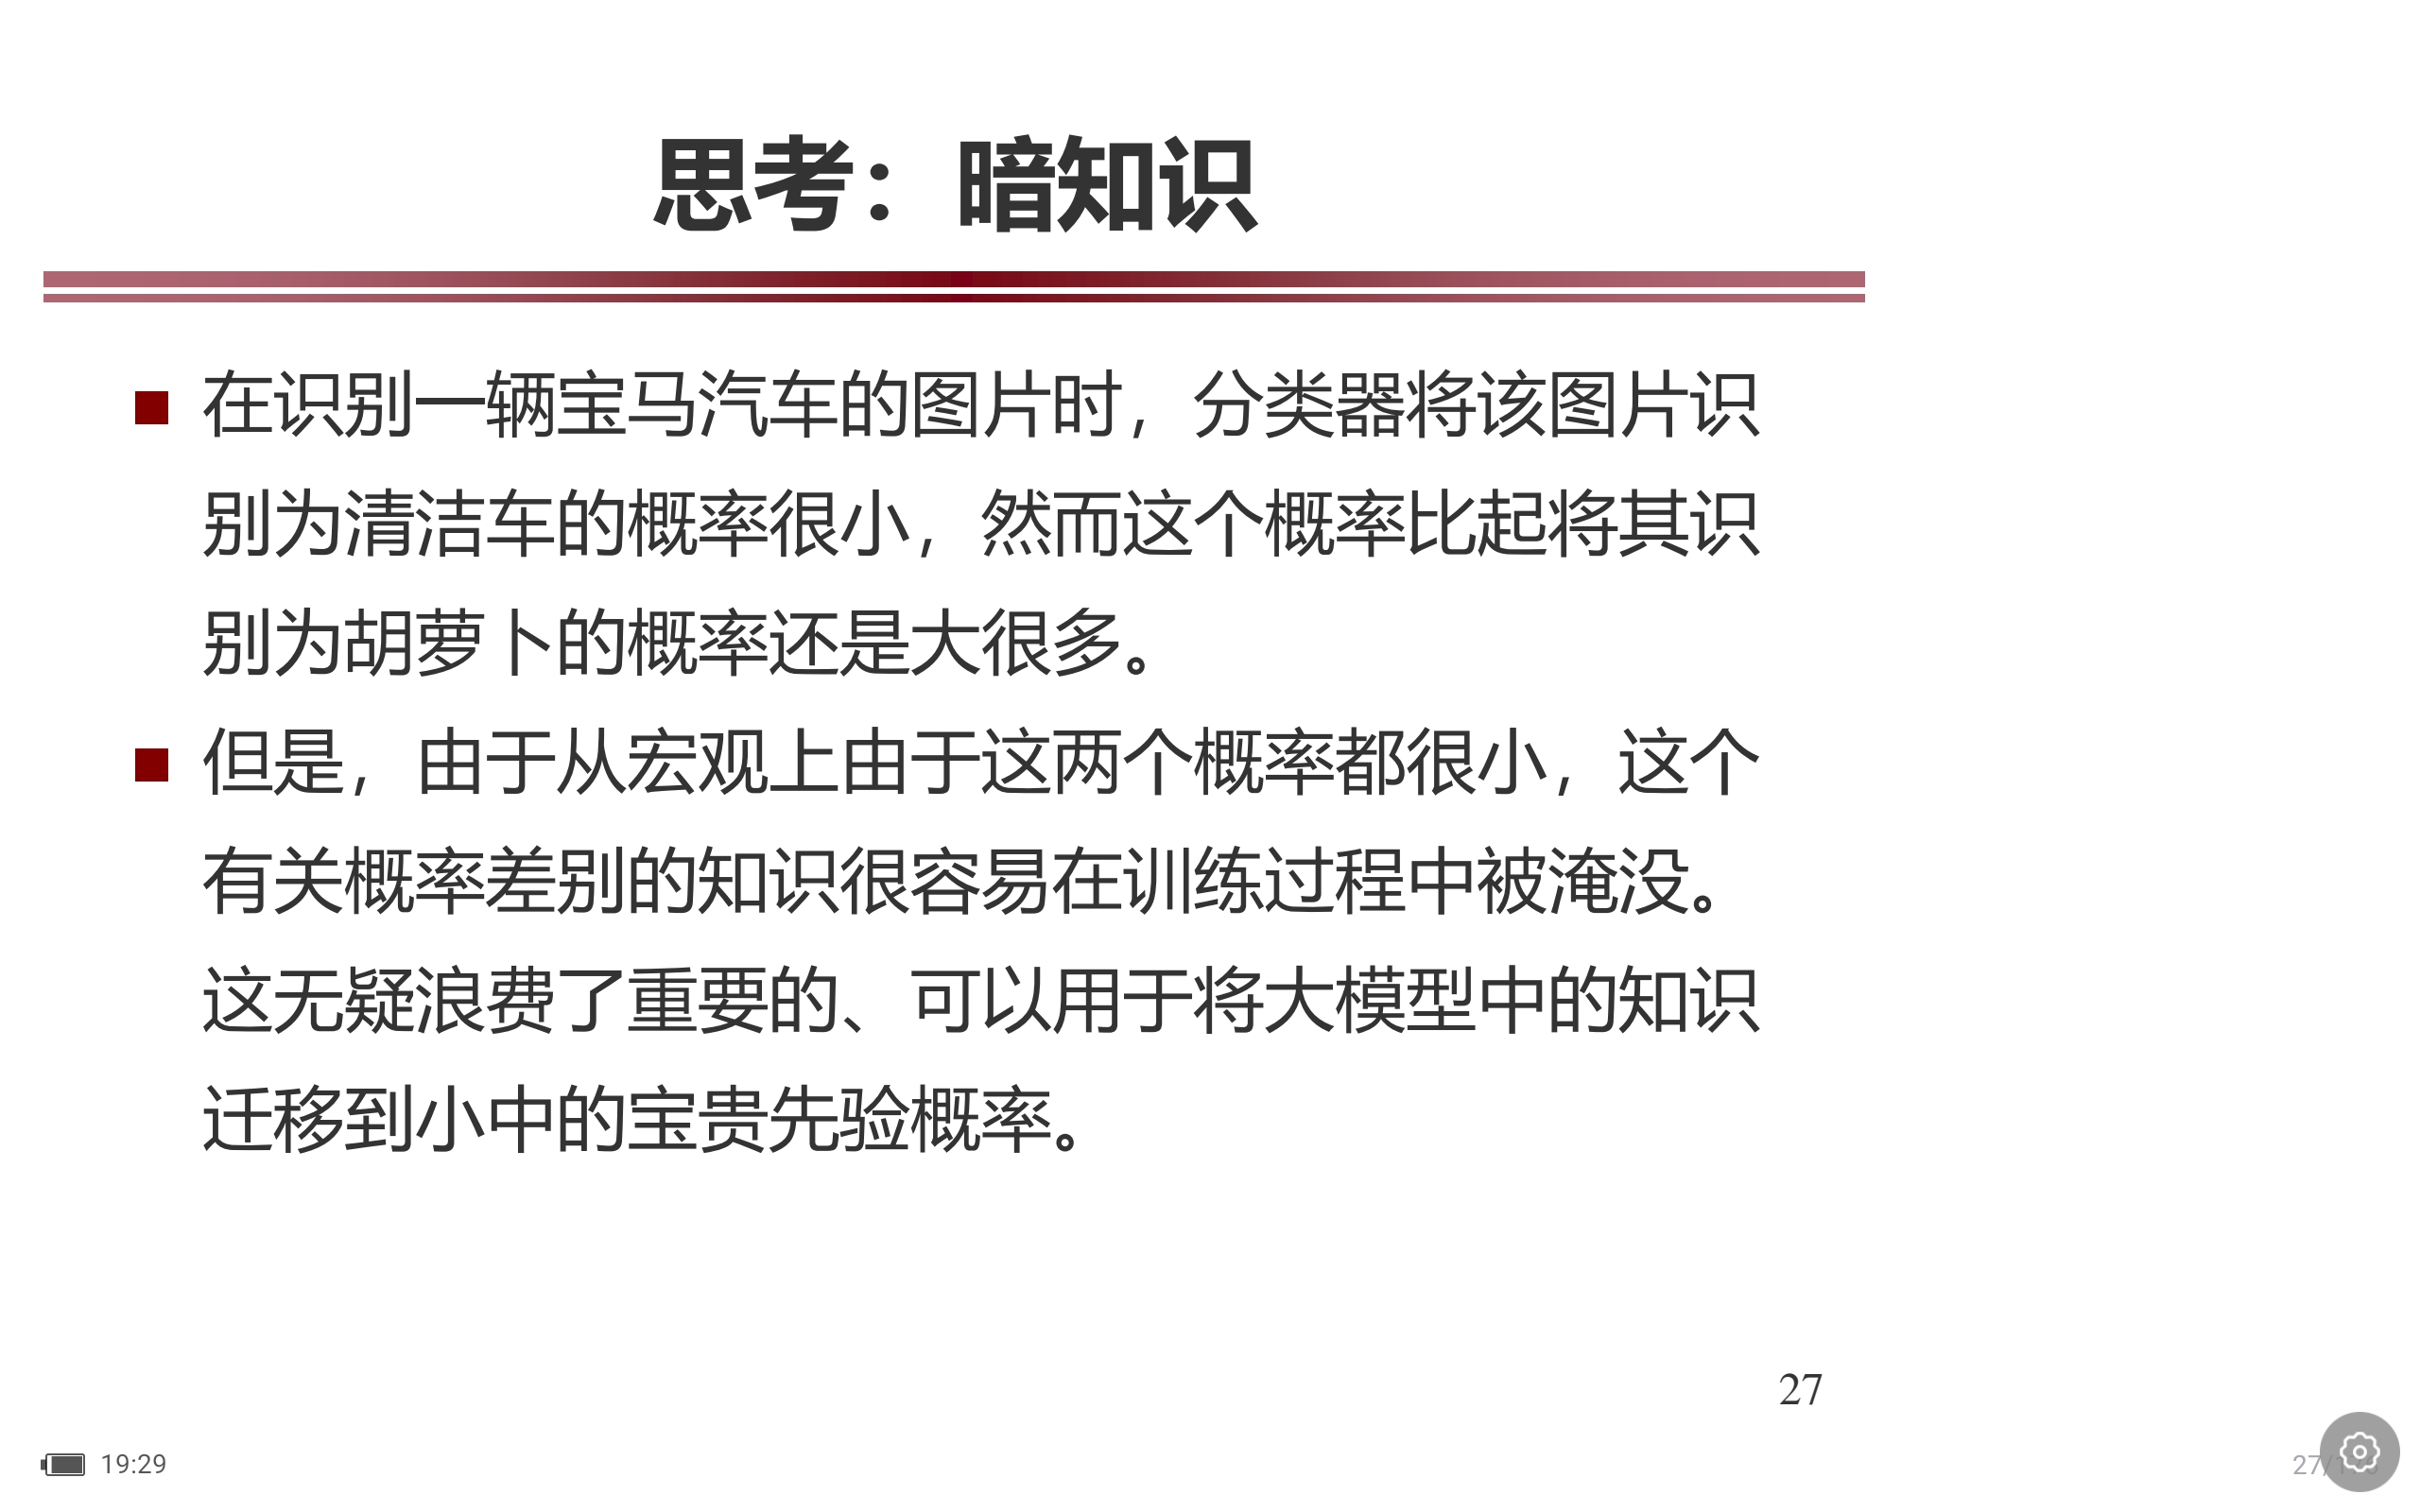 思考：暗知识
在识别一辆宝马汽车的图片时，分类器将该图片识
别为清洁车的概率很小，然而这个概率比起将其识
别为胡萝卜的概率还是大很多。
但是，由于从宏观上由于这两个概率都很小，这个
有关概率差别的知识很容易在训练过程中被淹没。
这无疑浪费了重要的、可以用于将大模型中的知识
迁移到小中的宝贵先验概率。
27
19:29
27/